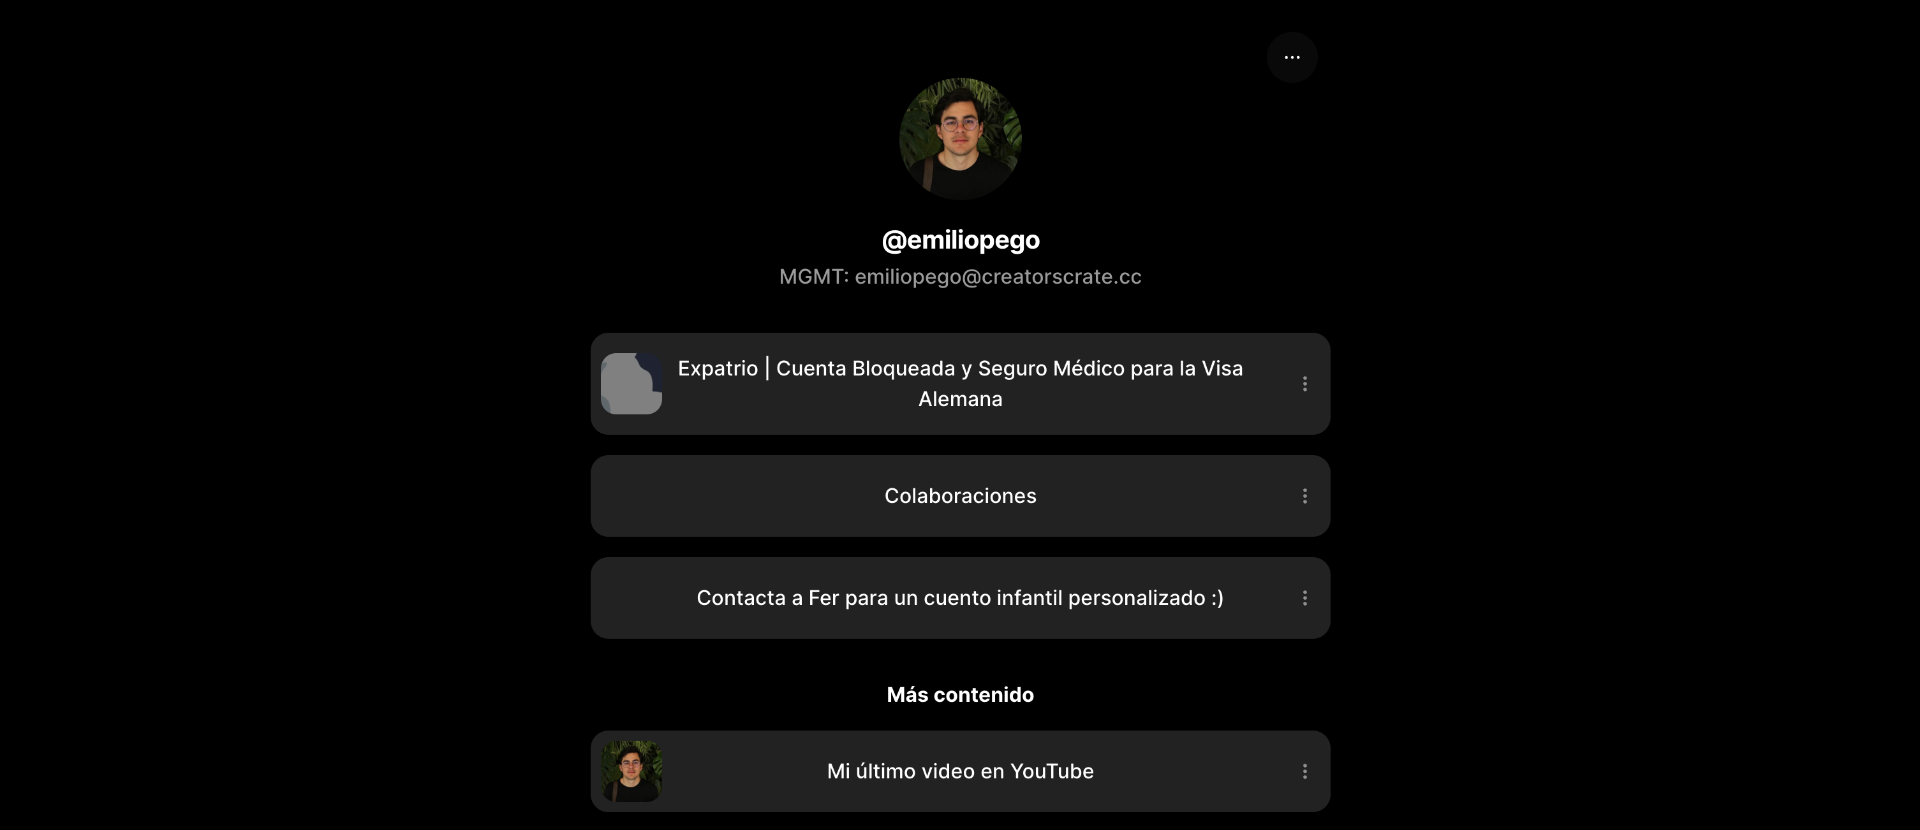 @emiliopego
MGMT: emiliopego@creatorscrate.cc
Expatrio | Cuenta Bloqueada y Seguro Médico para la Visa
Alemana
Colaboraciones
Contacta a Fer para un cuento infantil personalizado :)
Más contenido
Mi último video en YouTube